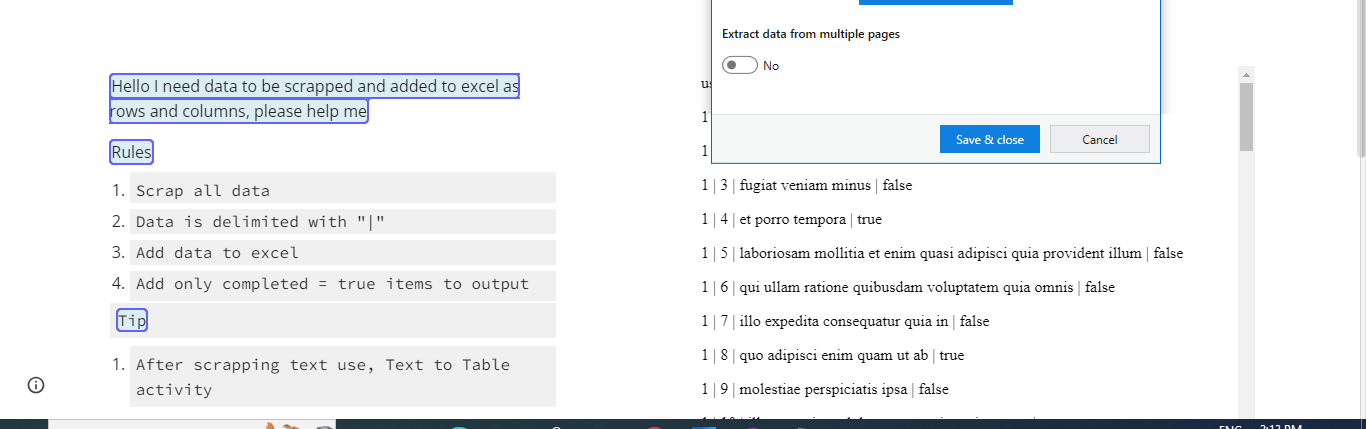 Extract data from multiple pages
No
Save & close
Cancel
Hello I need data to be scrapped and added to excel as
rows and columns, please help me
Rules
1. Scrap all data
2. Data is delimited with "|"
3. Add data to excel
4. Add only completed = true items to output
Tip
1. After scrapping text use, Text to Table
activity
1
1
1 | 3 | fugiat veniam minus | false
1 | 4 | et porro tempora | true
1 | 5 | laboriosam mollitia et enim quasi adipisci quia provident illum | false
1 | 6 | qui ullam ratione quibusdam voluptatem quia omnis | false
1 | 7 | illo expedita consequatur quia in | false
1 | 8 | quo adipisci enim quam ut ab | true
1 | 9 | molestiae perspiciatis ipsa | false